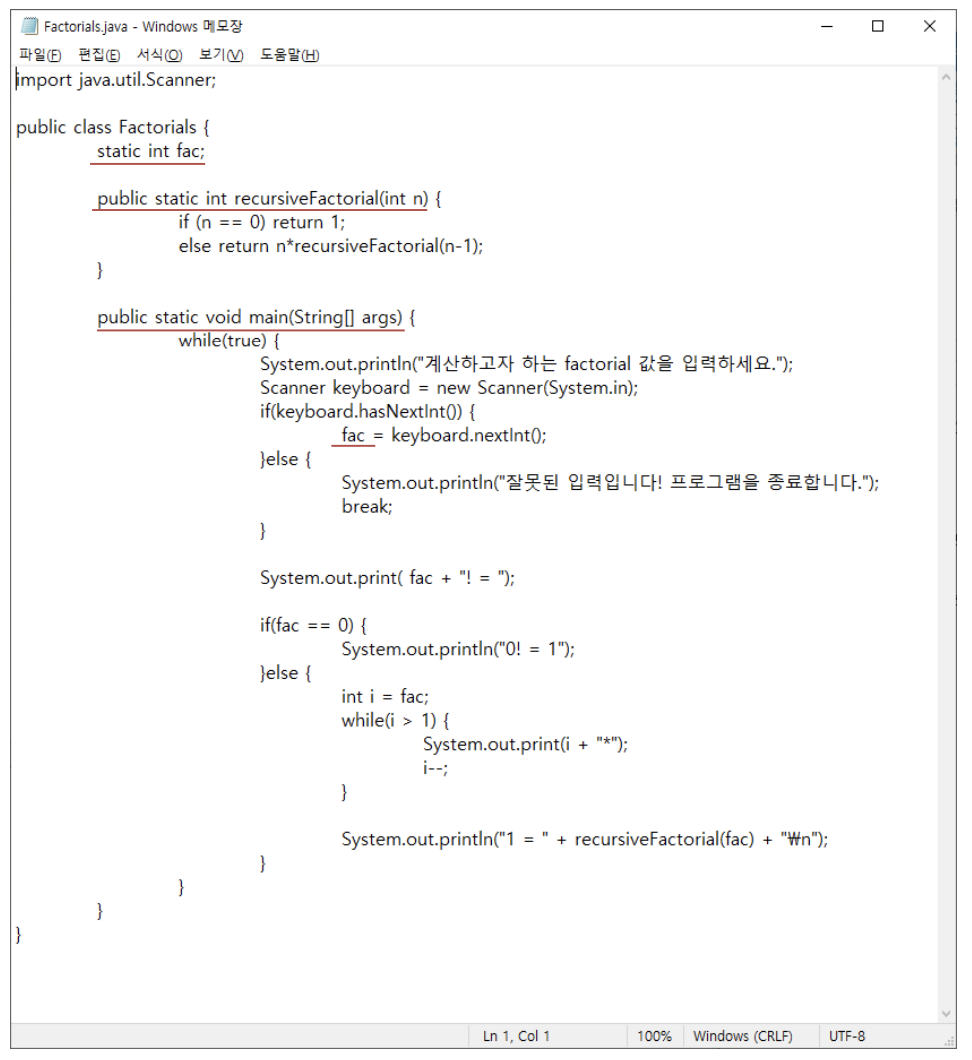 Factorials.java - Windows 메모장
파일(F) 편집(E) 서식(O) 보기(V) 도움말(H)
import java.util.Scanner;
public class Factorials {
static int fac;
public static int recursiveFactorial(int n) {
if (n == 0) return 1;
else return n*recursiveFactorial(n-1);
}
public static void main(String[] args) {
while(true) {
System.out.println("계산하고자 하는 factorial 값을 입력하세요.");
Scanner keyboard = new Scanner(System.in);
if(keyboard.hasNextInt()) {
fac = keyboard.nextInt();
}else {
System.out.println("잘못된 입력입니다! 프로그램을 종료합니다.");
break;
}
System.out.print( fac + "! = ");
if(fac == 0) {
System.out.println("0! = 1");
}else {
int i = fac;
while(i > 1) {
System.out.print(i + "*");
i--;
}
System.out.println("1 = " + recursiveFactorial(fac) + "₩n");
}
}
}
}
Ln 1, Col 1 100% Windows (CRLF) UTF-8